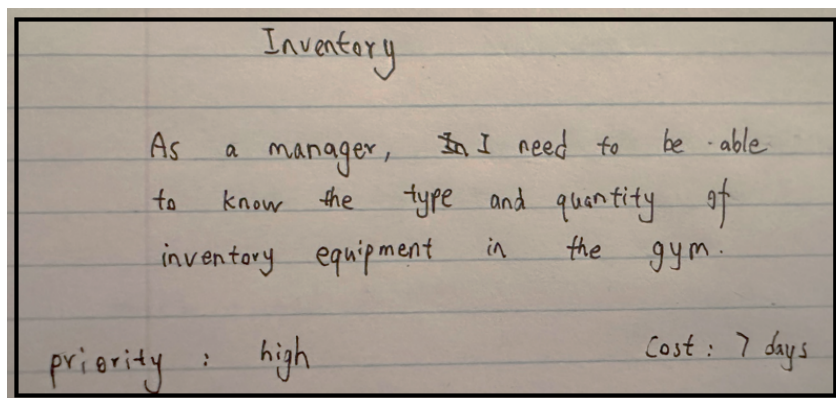 Inventory
As a manager, I need to be able
to know the type and quantity of
inventory equipment in the gym.
priority : high
Cost : 7 days